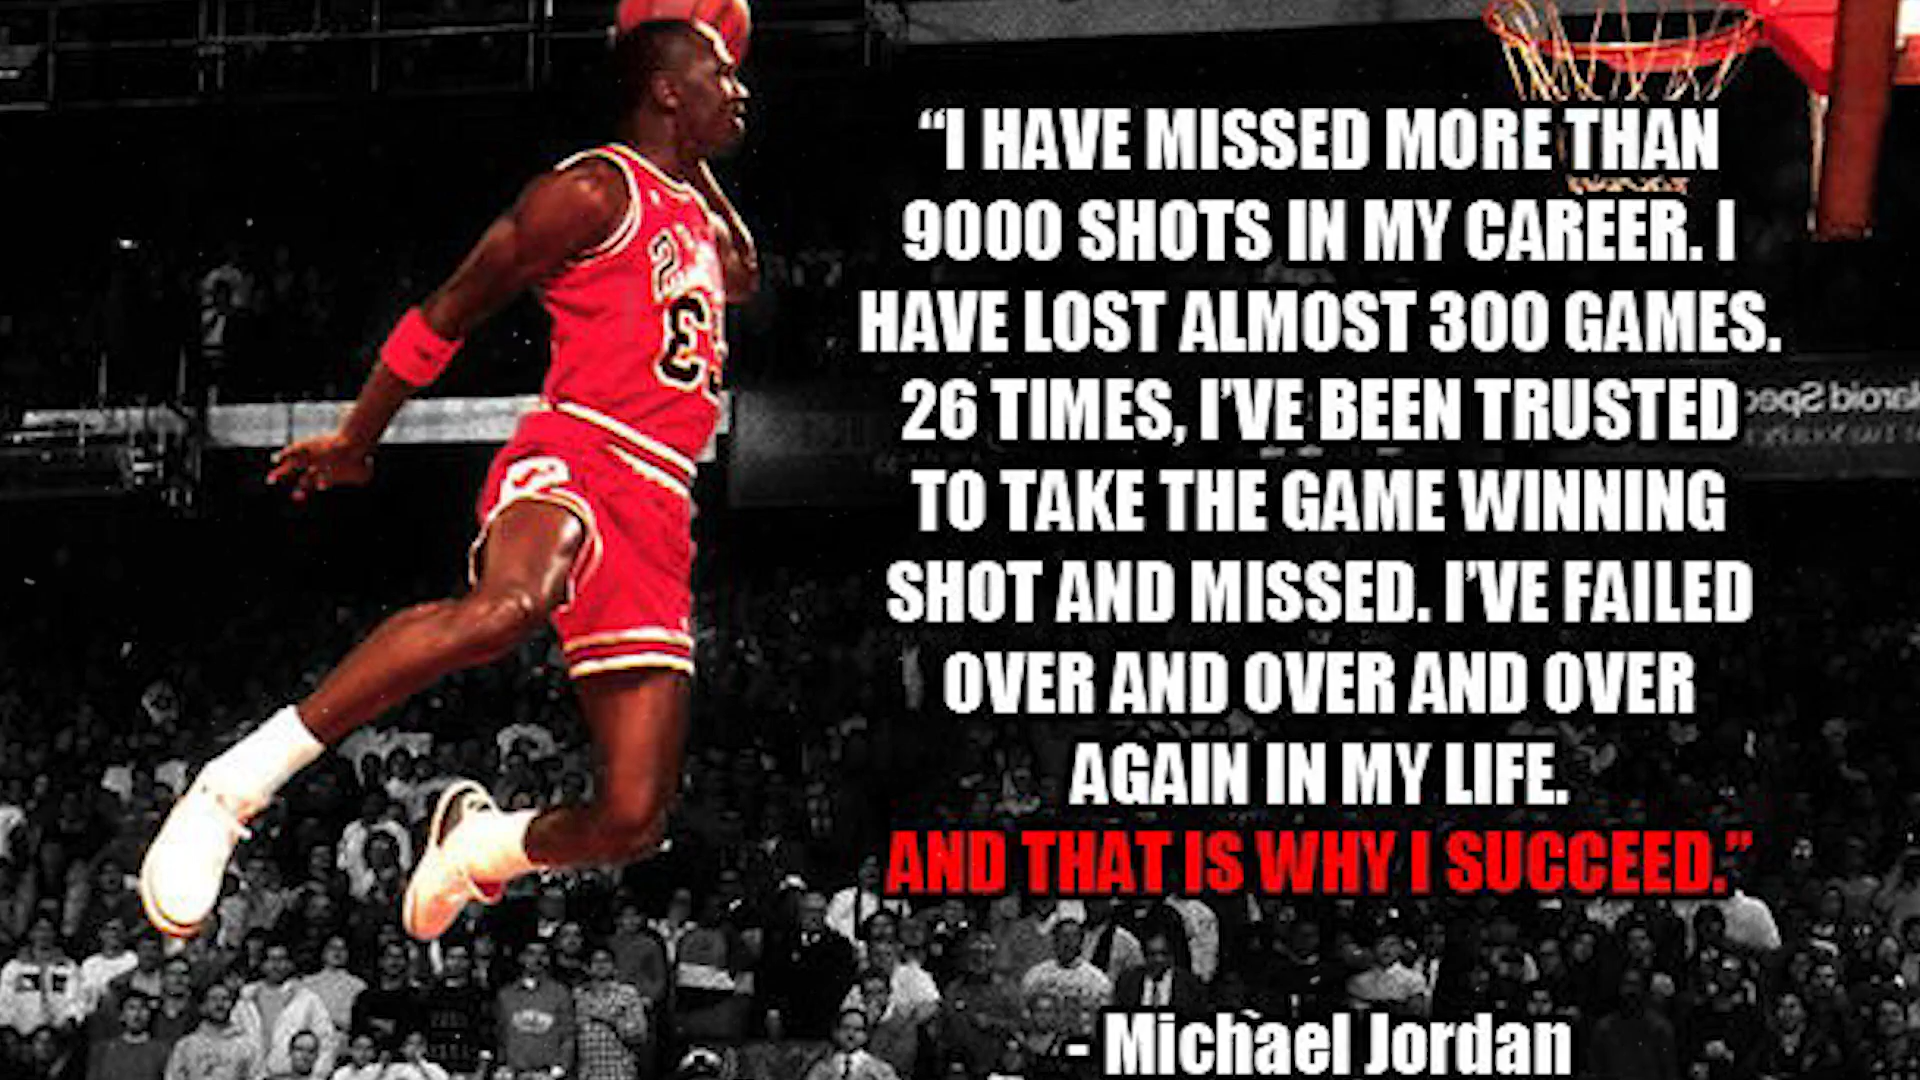 “I HAVE MISSED MORE THAN
9000 SHOTS IN MY CAREER. I
HAVE LOST ALMOST 300 GAMES.
26 TIMES, I’VE BEEN TRUSTED
TO TAKE THE GAME WINNING
SHOT AND MISSED. I’VE FAILED
OVER AND OVER AND OVER
AGAIN IN MY LIFE.
AND THAT IS WHY I SUCCEED.”
- Michael Jordan